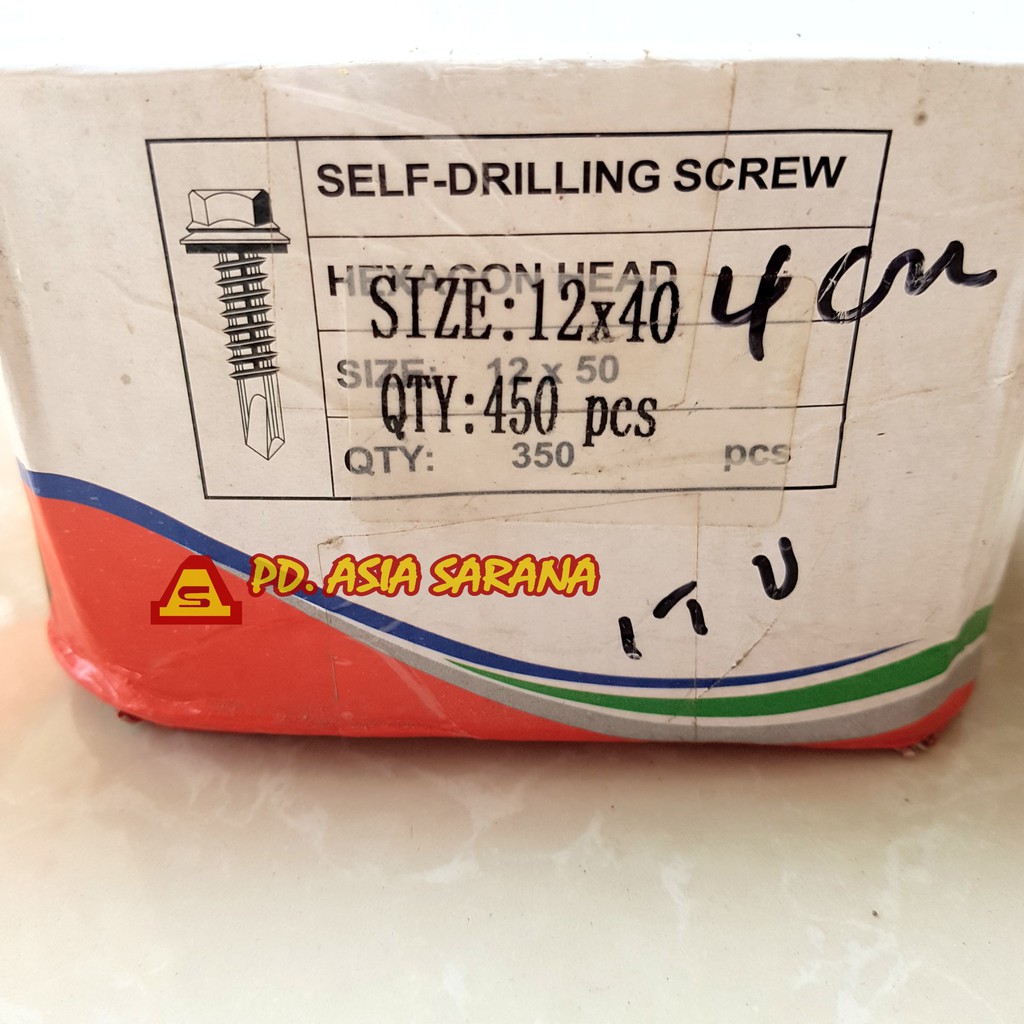 SELF-DRILLING SCREW
HEXAGON HEAD
SIZE:12x40
4 cm
SIZE: 12 x 50
QTY:450 pcs
QTY: 350 pcs
S
PD. ASIA SARANA